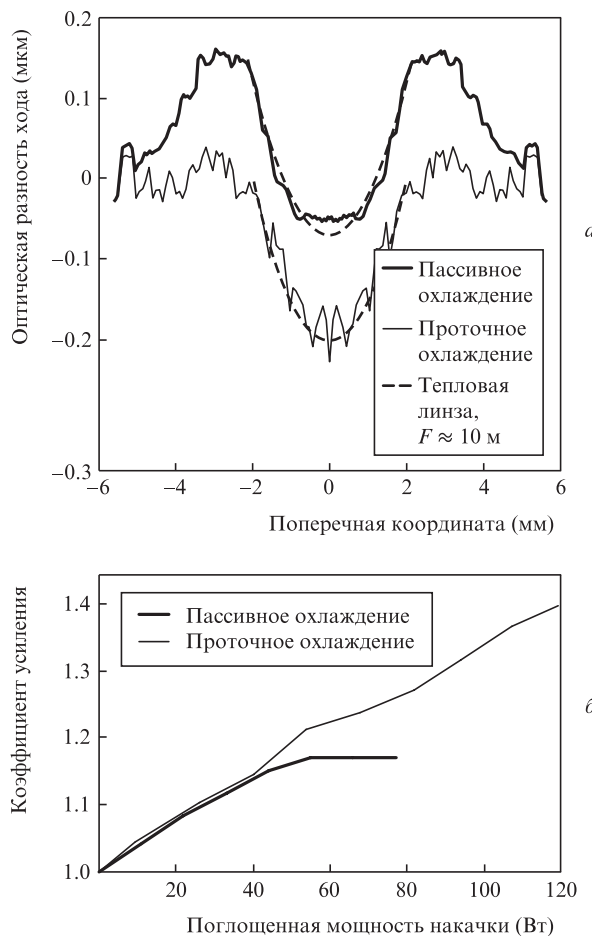 0.2
0.1
0
–0.1
–0.2
–0.3
Оптическая разность хода (мкм)
Пассивное
охлаждение
Проточное
охлаждение
Тепловая
линза,
F ≈ 10 м
–6
–4
–2
0
2
4
6
Поперечная координата (мм)
а
1.4
1.3
1.2
1.1
1.0
Коэффициент усиления
Пассивное охлаждение
Проточное охлаждение
20
40
60
80
100
120
Поглощенная мощность накачки (Вт)
б